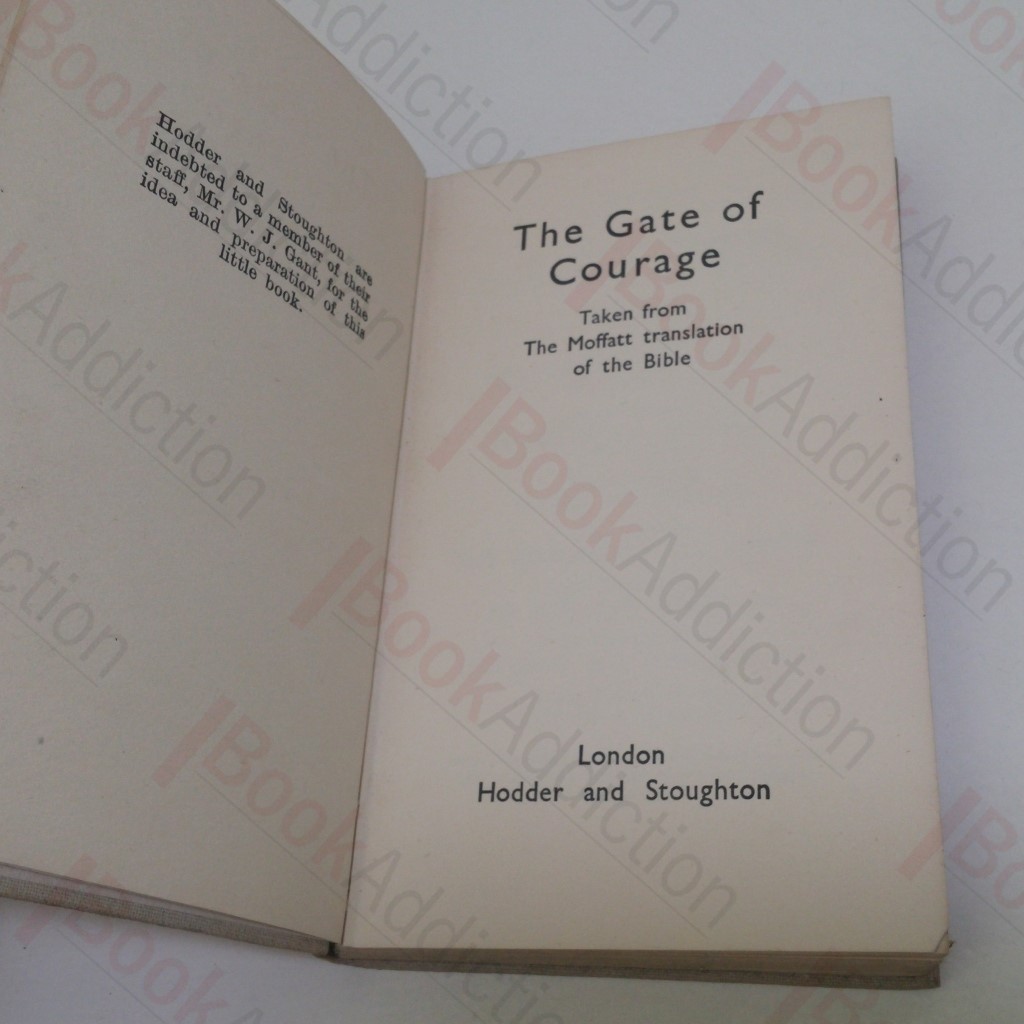 Hodder and Stoughton are
indebted to a member of their
staff, Mr. W. J. Gant, for the
idea and preparation of this
little book.
The Gate of
Courage
Taken from
The Moffatt translation
of the Bible
London
Hodder and Stoughton
BookAddiction